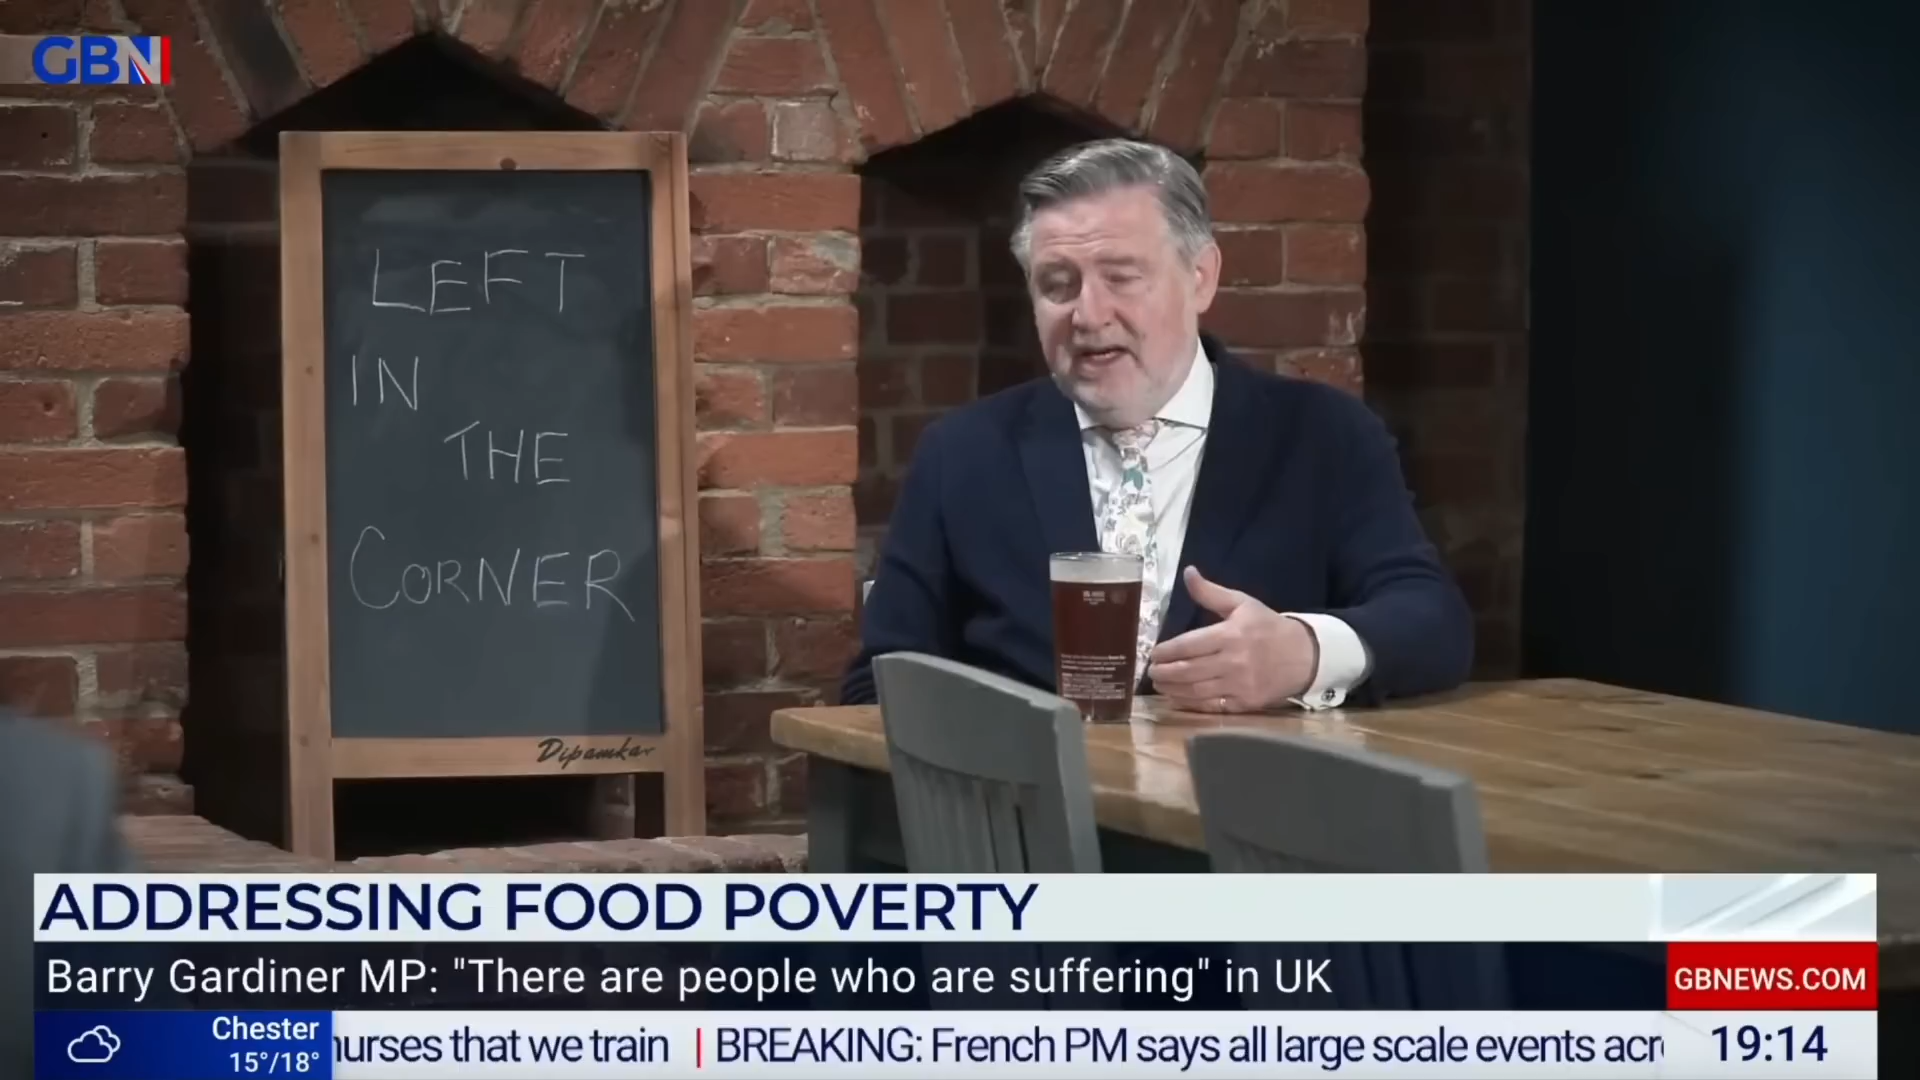 GBN
LEFT
IN
THE
CORNER
Dipamkar
ADDRESSING FOOD POVERTY
Barry Gardiner MP: "There are people who are suffering" in UK
GBNEWS.COM
Chester
15°/18°
nurses that we train | BREAKING: French PM says all large scale events acr
19:14